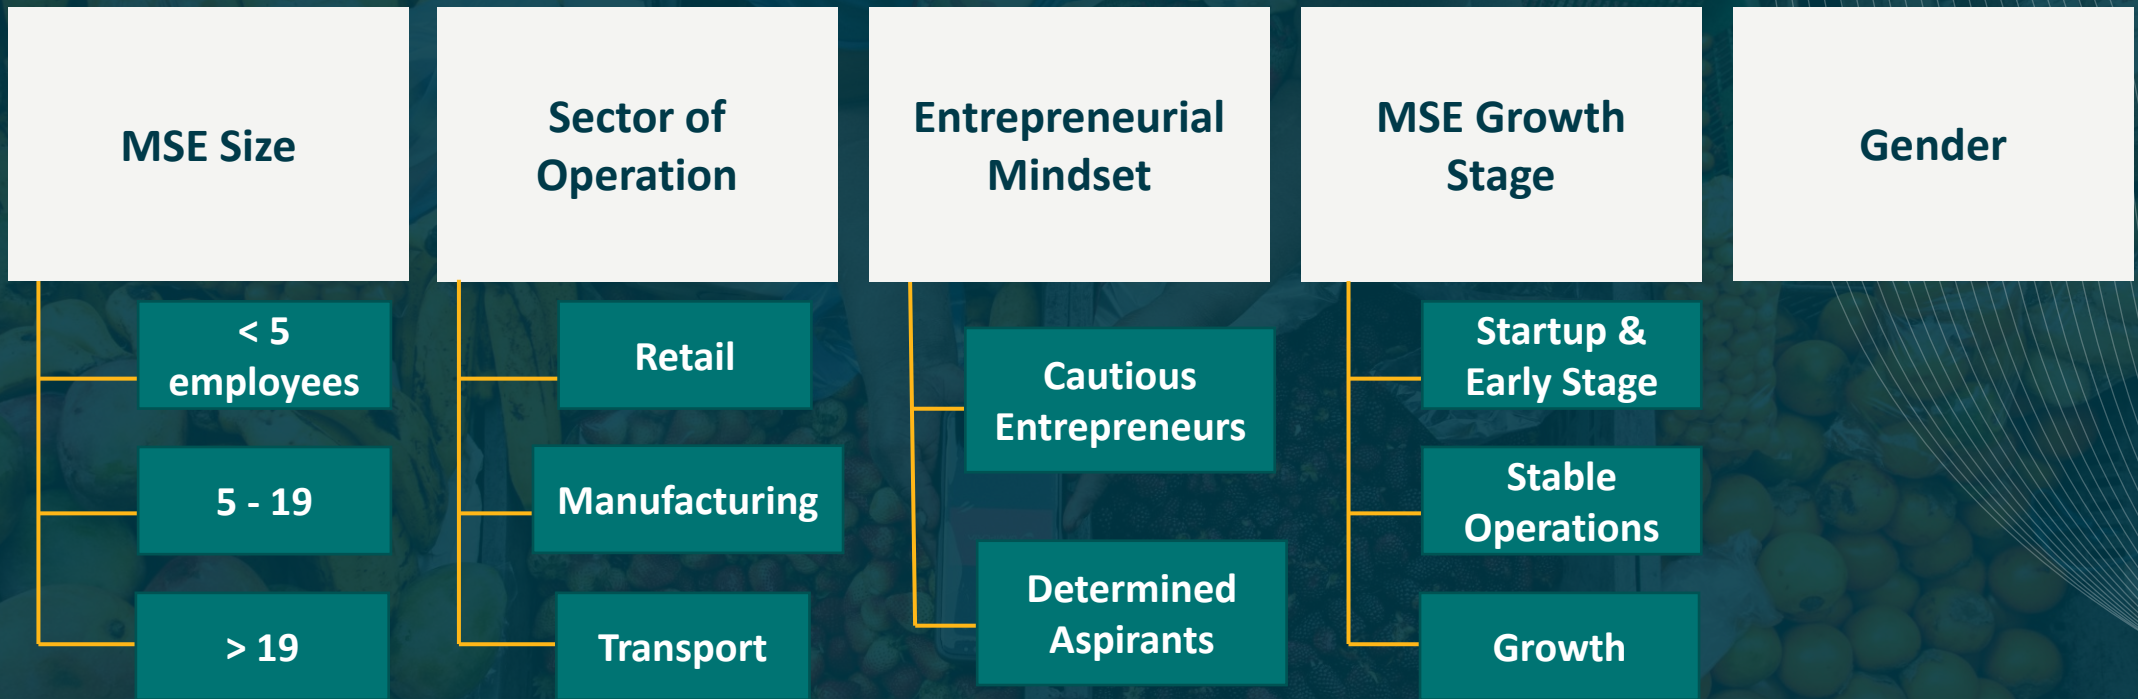 MSE Size
< 5
employees
5 - 19
> 19
Sector of
Operation
Retail
Manufacturing
Transport
Entrepreneurial
Mindset
Cautious
Entrepreneurs
Determined
Aspirants
MSE Growth
Stage
Startup &
Early Stage
Stable
Operations
Growth
Gender